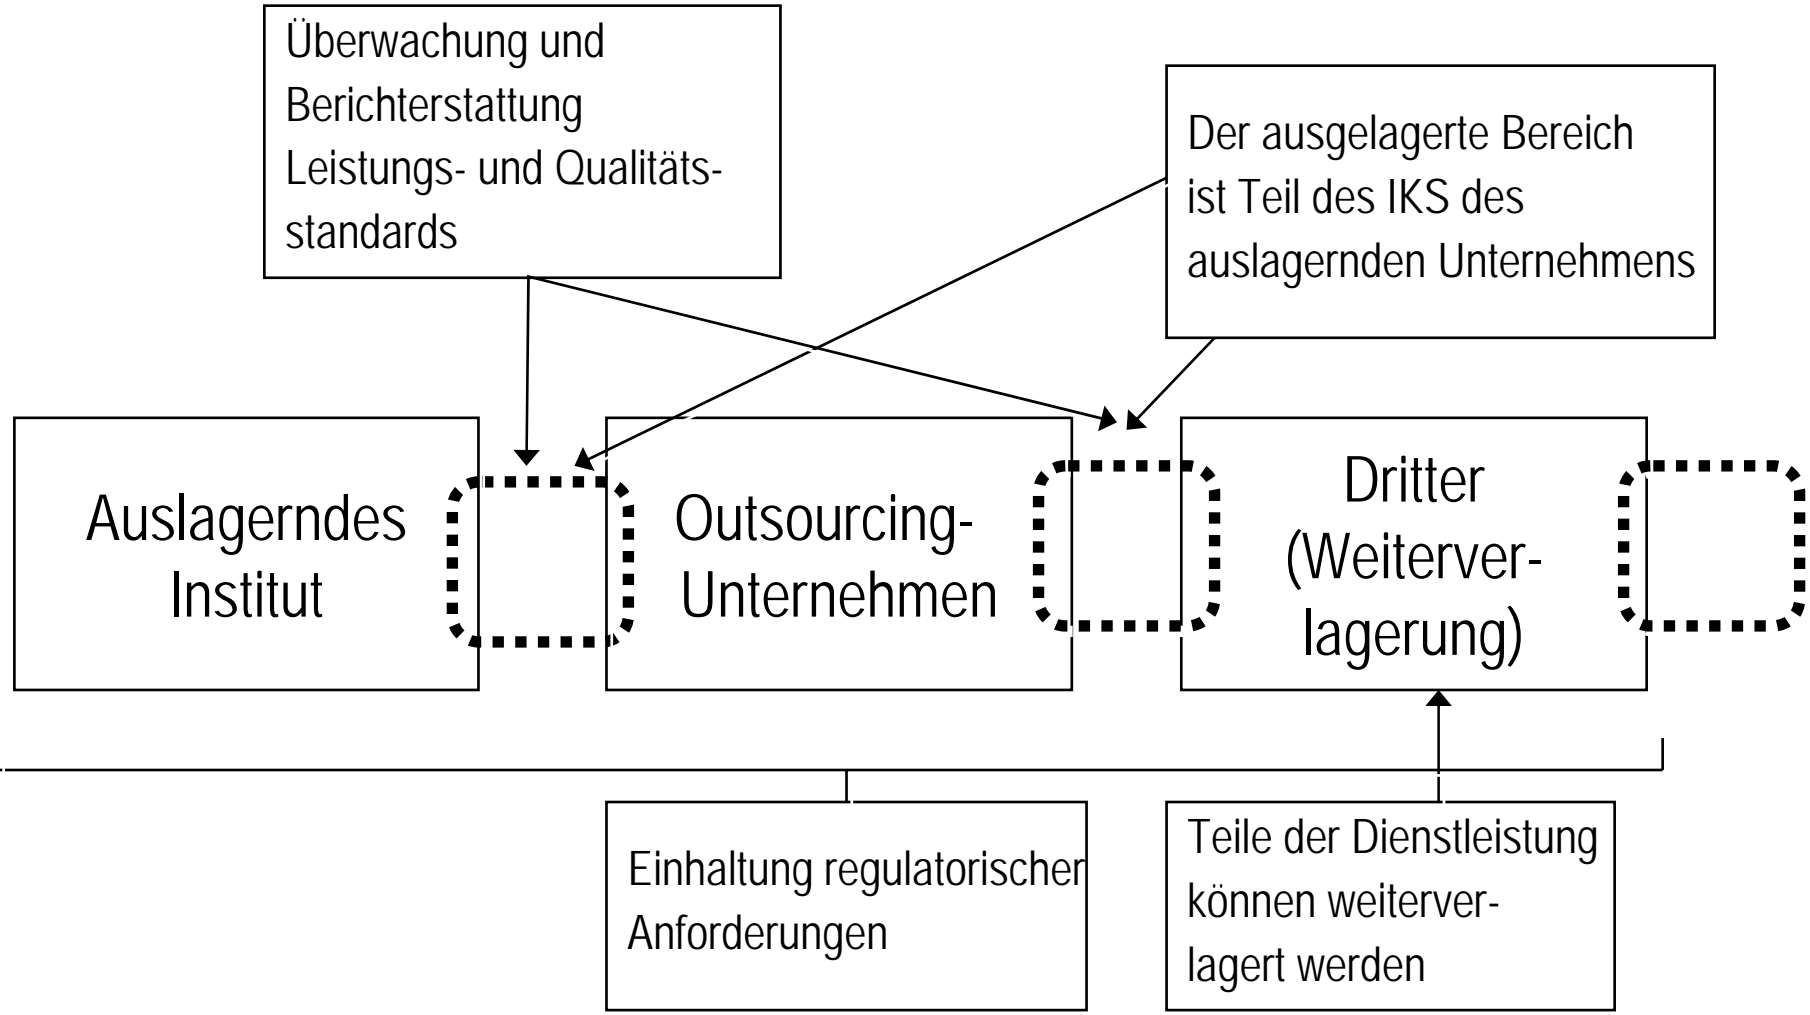 Überwachung und
Berichterstattung
Leistungs- und Qualitäts-
standards
Der ausgelagerte Bereich
ist Teil des IKS des
auslagernden Unternehmens
Auslagerndes
Institut
Outsourcing-
Unternehmen
Dritter
(Weiterver-
lagerung)
Einhaltung regulatorischer
Anforderungen
Teile der Dienstleistung
können weiterver-
lagert werden